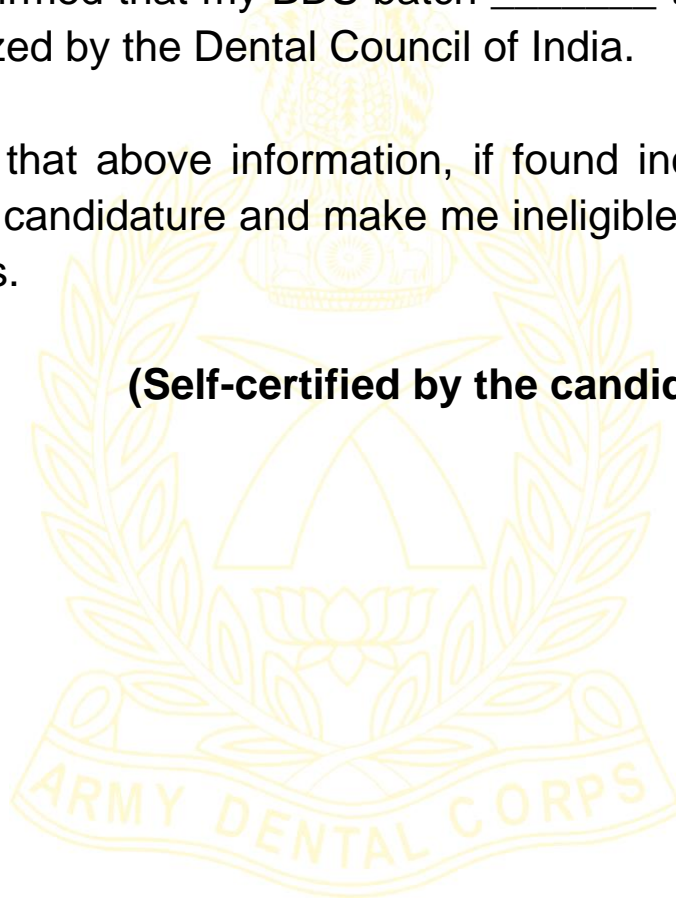 that my BDS batch _______
by the Dental Council of India.
that above information, if found
candidature and make me ineligible
(Self-certified by the
ARMY DENTAL CORPS